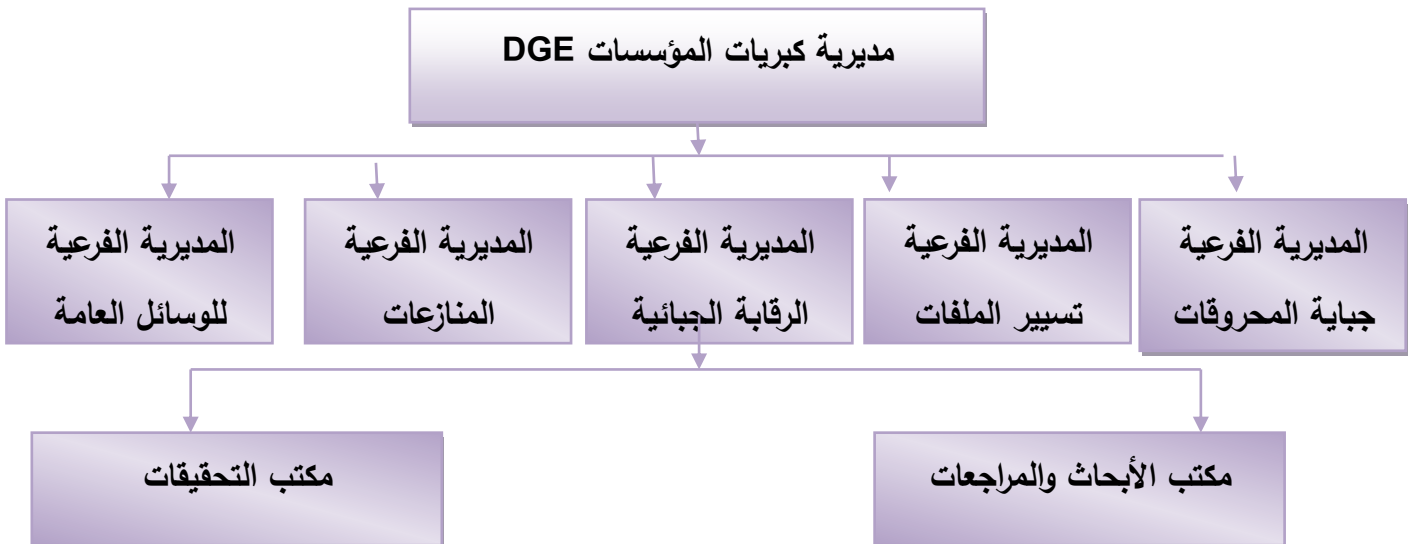 مديرية كبريات المؤسسات DGE
المديرية الفرعية
جباية المحروقات
المديرية الفرعية
تسيير الملفات
المديرية الفرعية
الرقابة الجبائية
المديرية الفرعية
المنازعات
المديرية الفرعية
للوسائل العامة
مكتب الأبحاث والمراجعات
مكتب التحقيقات